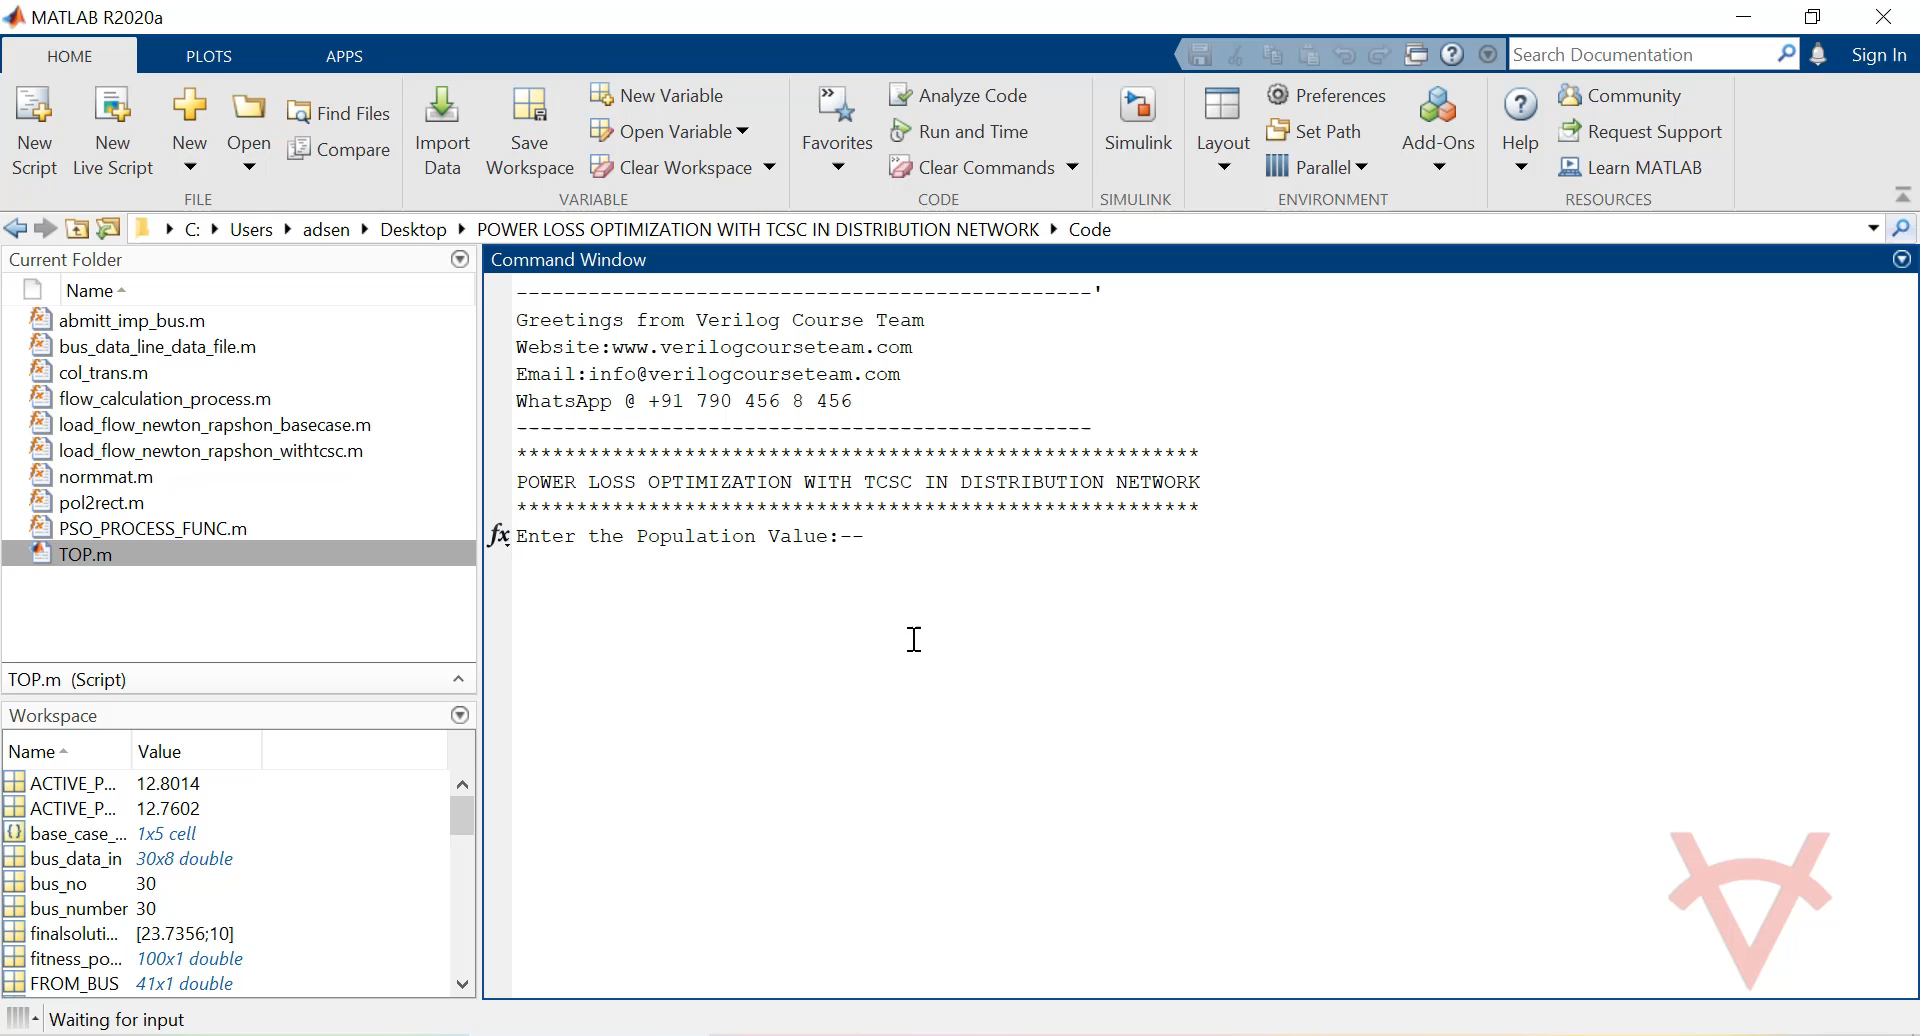 MATLAB R2020a
HOME PLOTS APPS
Search Documentation
Sign In
New Script
New Live Script
New
Open
Find Files
Compare
FILE
Import Data
Save Workspace
New Variable
Open Variable
Clear Workspace
VARIABLE
Favorites
Analyze Code
Run and Time
Clear Commands
CODE
Simulink
SIMULINK
Layout
Preferences
Set Path
Parallel
Add-Ons
ENVIRONMENT
Help
Community
Request Support
Learn MATLAB
RESOURCES
C: Users adsen Desktop POWER LOSS OPTIMIZATION WITH TCSC IN DISTRIBUTION NETWORK Code
Current Folder
Name
abmitt_imp_bus.m
bus_data_line_data_file.m
col_trans.m
flow_calculation_process.m
load_flow_newton_rapshon_basecase.m
load_flow_newton_rapshon_withtcsc.m
normmat.m
pol2rect.m
PSO_PROCESS_FUNC.m
TOP.m
TOP.m (Script)
Workspace
Name Value
ACTIVE_P... 12.8014
ACTIVE_P... 12.7602
base_case_... 1x5 cell
bus_data_in 30x8 double
bus_no 30
bus_number 30
finalsoluti... [23.7356;10]
fitness_po... 100x1 double
FROM_BUS 41x1 double
Waiting for input
Command Window
------------------------------------------------'
Greetings from Verilog Course Team
Website:www.verilogcourseteam.com
Email:info@verilogcourseteam.com
WhatsApp @ +91 790 456 8 456
------------------------------------------------
*********************************************************
POWER LOSS OPTIMIZATION WITH TCSC IN DISTRIBUTION NETWORK
*********************************************************
fx Enter the Population Value:--